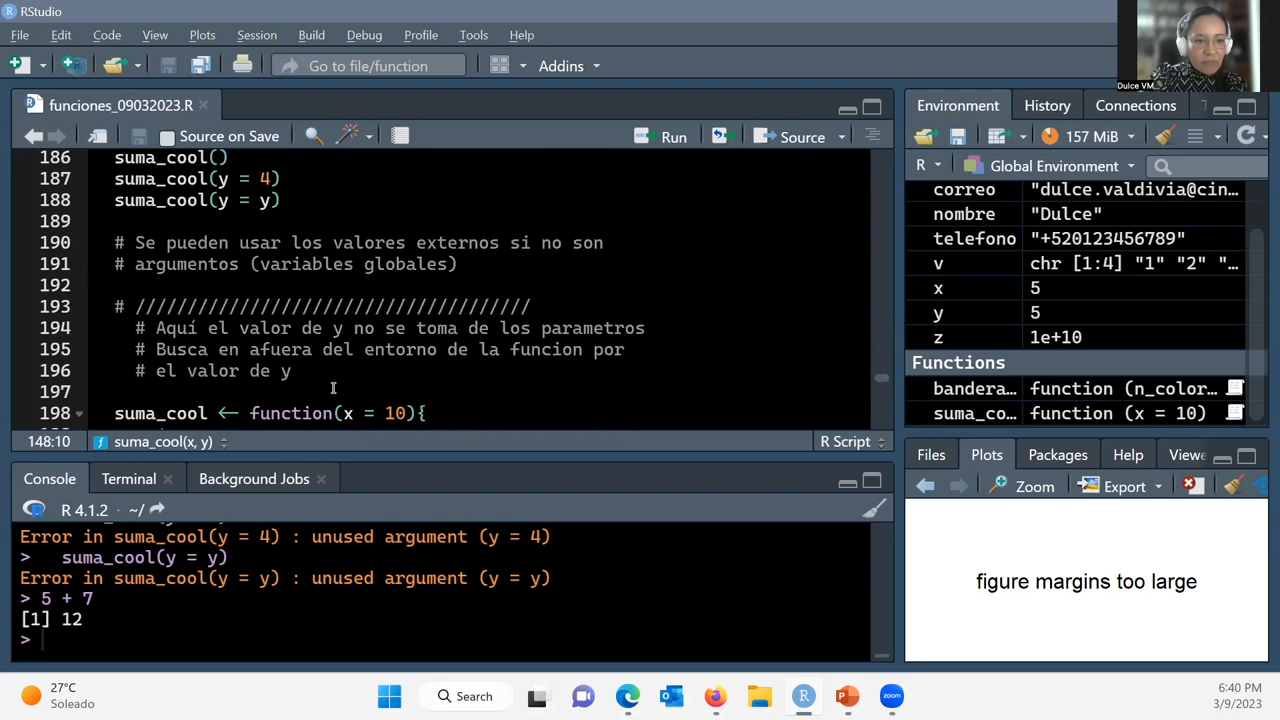 RStudio
File Edit Code View Plots Session Build Debug Profile Tools Help
Go to file/function Addins
Dulce VM
funciones_09032023.R
Source on Save Run Source
186 suma_cool()
187 suma_cool(y = 4)
188 suma_cool(y = y)
189
190 # Se pueden usar los valores externos si no son
191 # argumentos (variables globales)
192
193 # //////////////////////////////////////
194 # Aquí el valor de y no se toma de los parametros
195 # Busca en afuera del entorno de la funcion por
196 # el valor de y
197
198 suma_cool <- function(x = 10){
148:10 suma_cool(x, y) R Script
Console Terminal Background Jobs
R 4.1.2 · ~/
Error in suma_cool(y = 4) : unused argument (y = 4)
> suma_cool(y = y)
Error in suma_cool(y = y) : unused argument (y = y)
> 5 + 7
[1] 12
>
Environment History Connections
157 MiB
R Global Environment
correo "dulce.valdivia@cin…
nombre "Dulce"
telefono "+520123456789"
v chr [1:4] "1" "2" "…
x 5
y 5
z 1e+10
Functions
bandera… function (n_color…
suma_co… function (x = 10)
Files Plots Packages Help Viewe
Zoom Export
figure margins too large
27°C
Soleado
Search
zoom
6:40 PM
3/9/2023